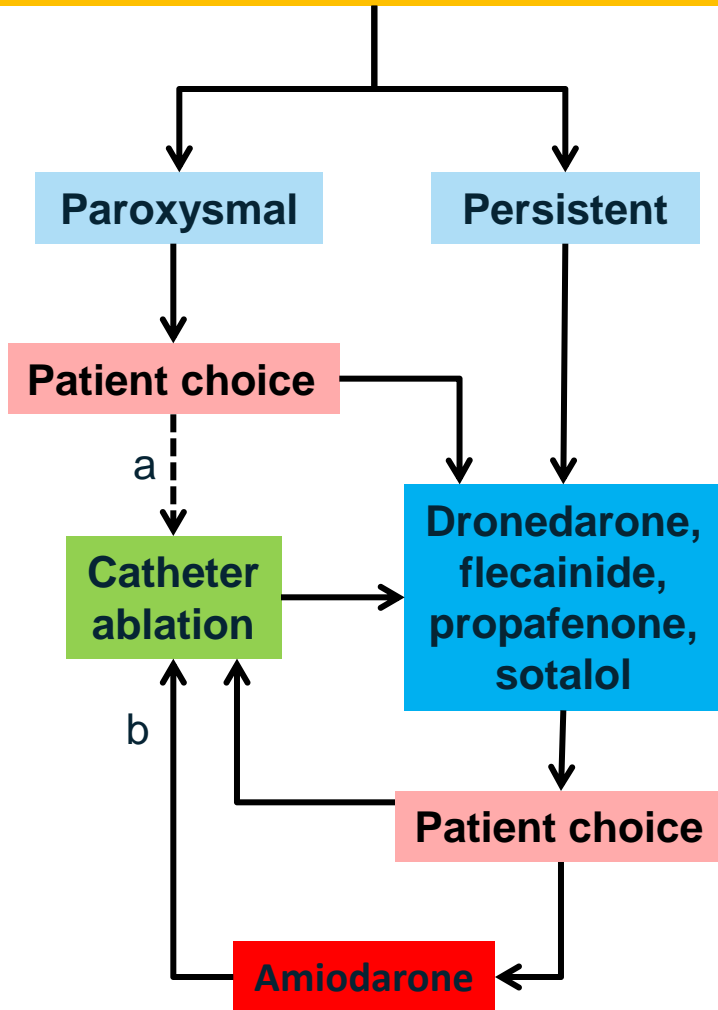 Paroxysmal
Persistent
Patient choice
a
Dronedarone,
flecainide,
propafenone,
sotalol
Catheter
ablation
b
Patient choice
Amiodarone